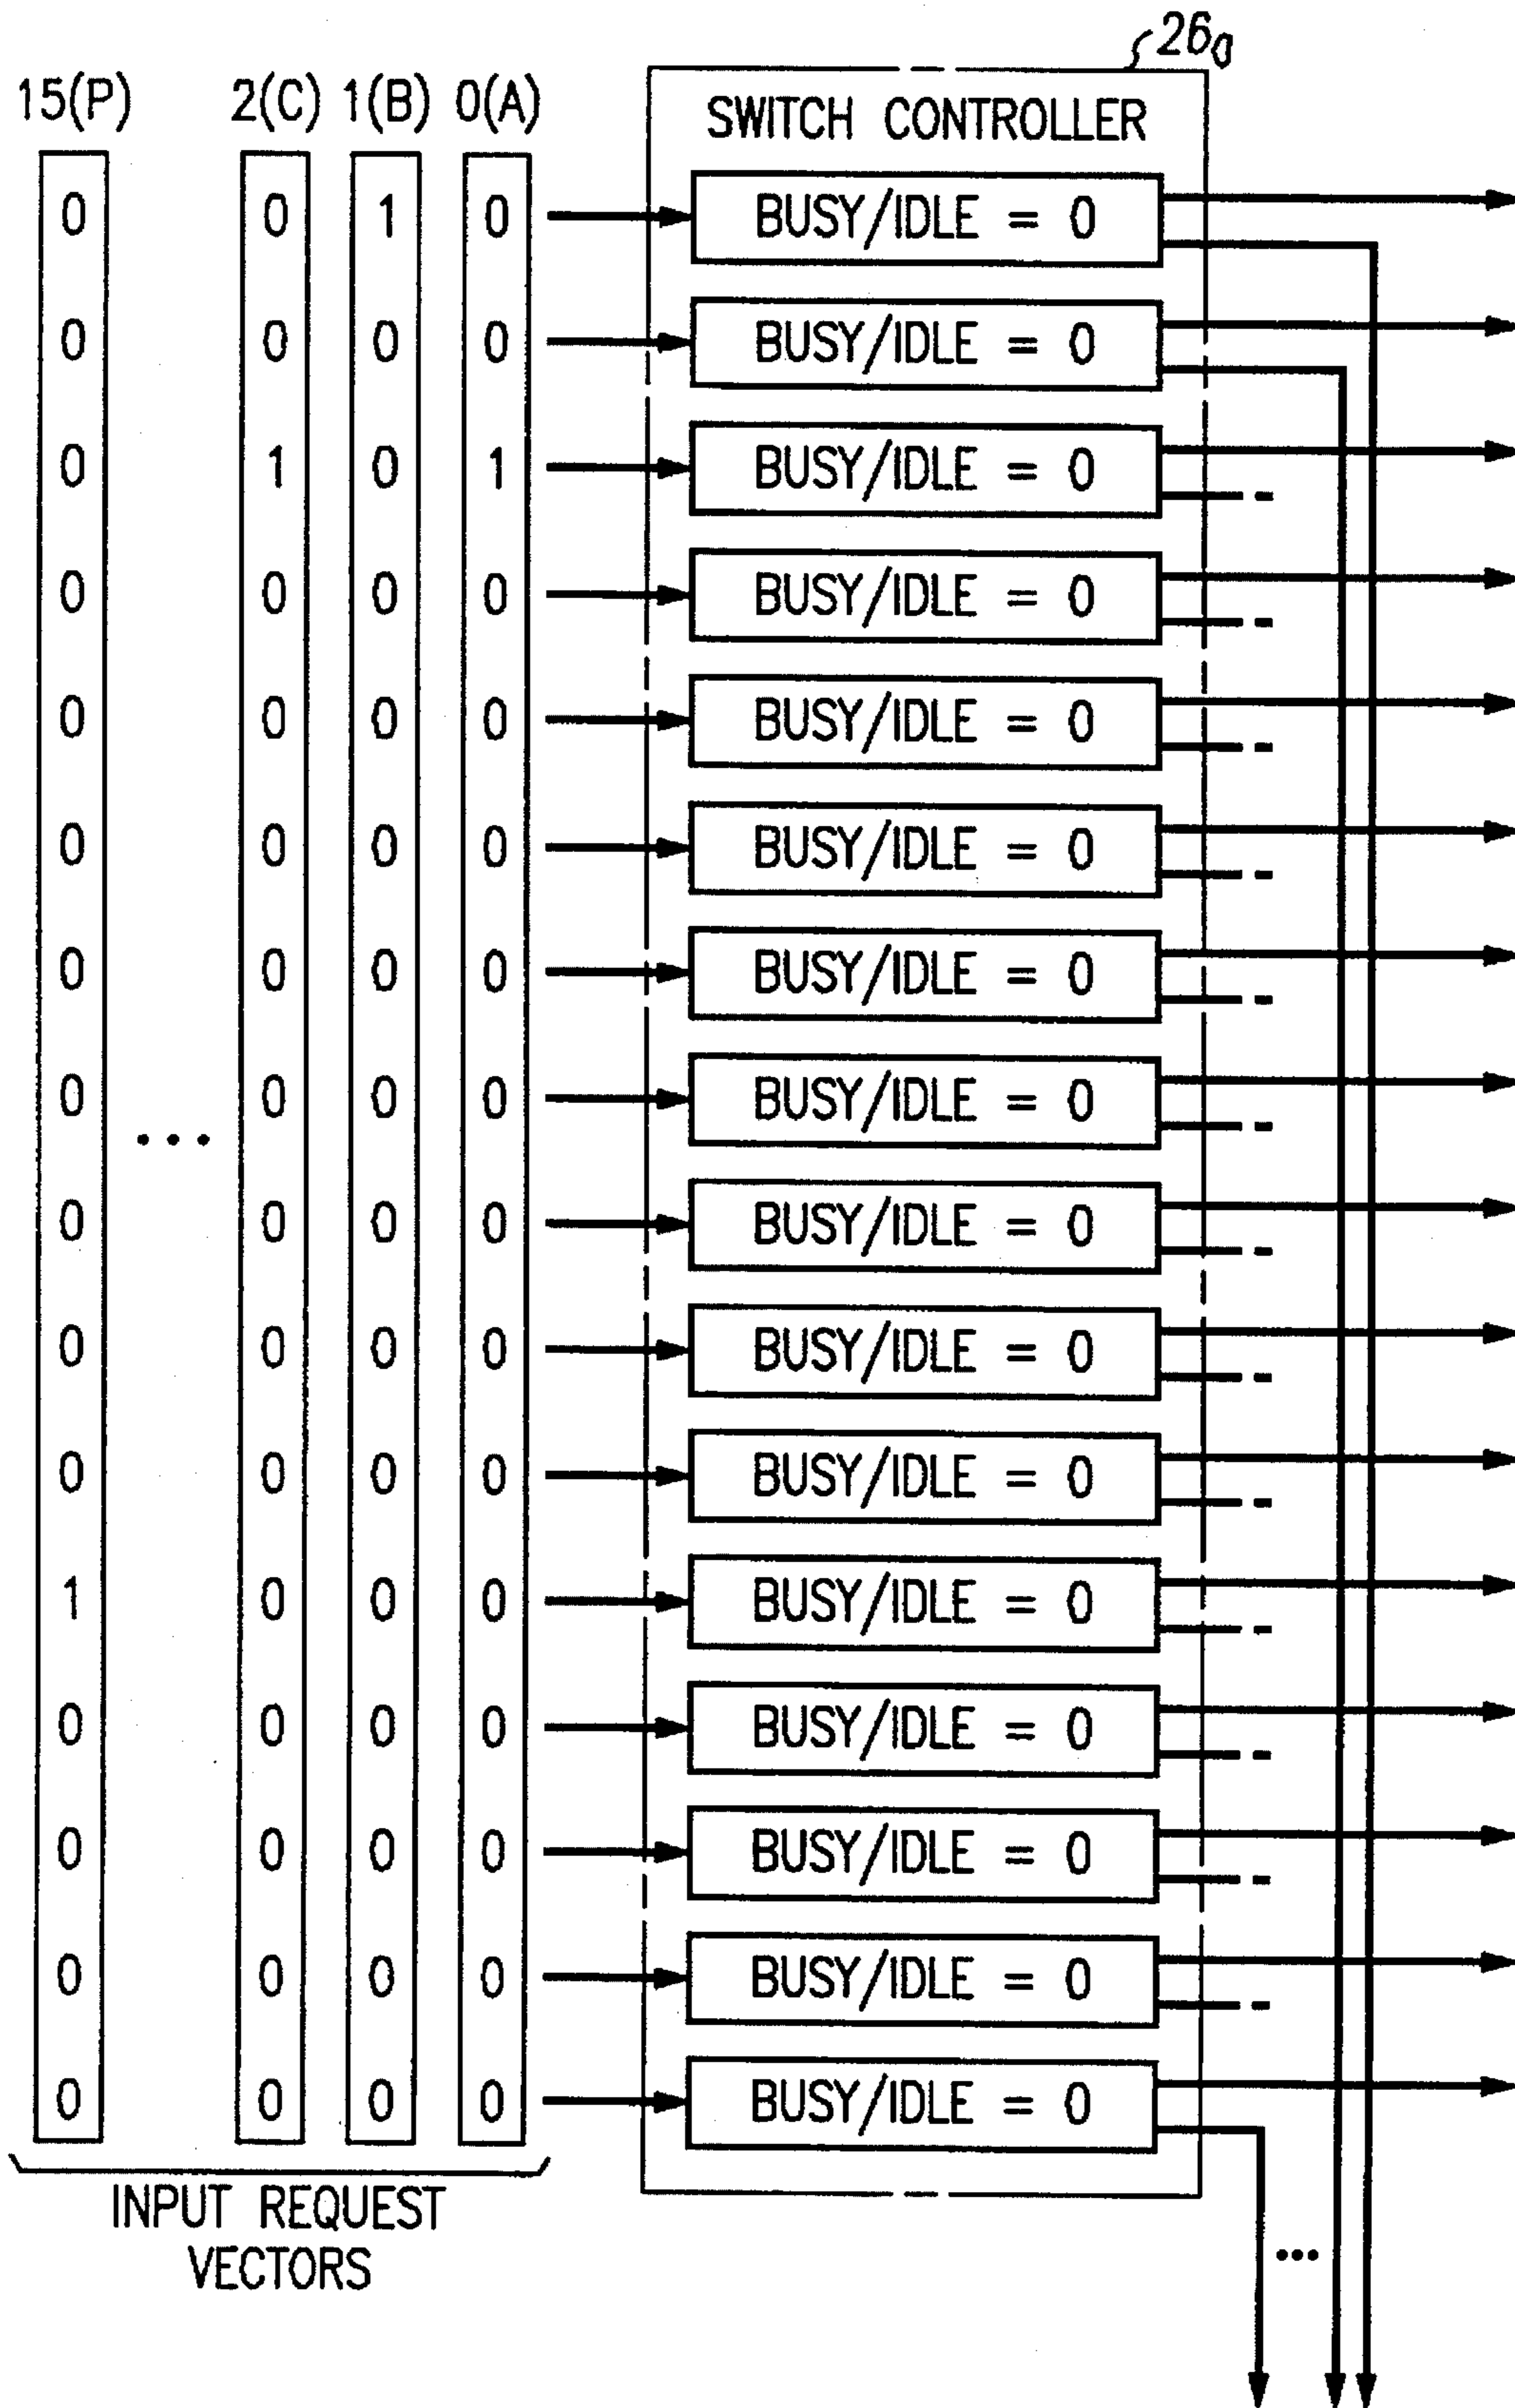 26₀
15(P) 2(C) 1(B) 0(A)
SWITCH CONTROLLER
0 0 1 0 BUSY/IDLE = 0
0 0 0 0 BUSY/IDLE = 0
0 1 0 1 BUSY/IDLE = 0
0 0 0 0 BUSY/IDLE = 0
0 0 0 0 BUSY/IDLE = 0
0 0 0 0 BUSY/IDLE = 0
0 0 0 0 BUSY/IDLE = 0
0 0 0 0 BUSY/IDLE = 0
... 
0 0 0 0 BUSY/IDLE = 0
0 0 0 0 BUSY/IDLE = 0
0 0 0 0 BUSY/IDLE = 0
1 0 0 0 BUSY/IDLE = 0
0 0 0 0 BUSY/IDLE = 0
0 0 0 0 BUSY/IDLE = 0
0 0 0 0 BUSY/IDLE = 0
0 0 0 0 BUSY/IDLE = 0
INPUT REQUEST
VECTORS
...